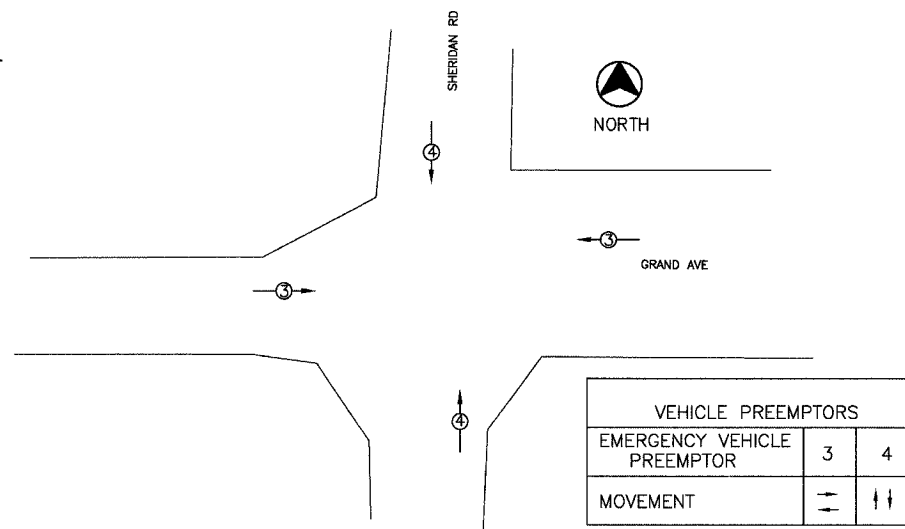 SHERIDAN RD
NORTH
4
3
GRAND AVE
3
4
VEHICLE PREEMPTORS
EMERGENCY VEHICLE PREEMPTOR 3 4
MOVEMENT